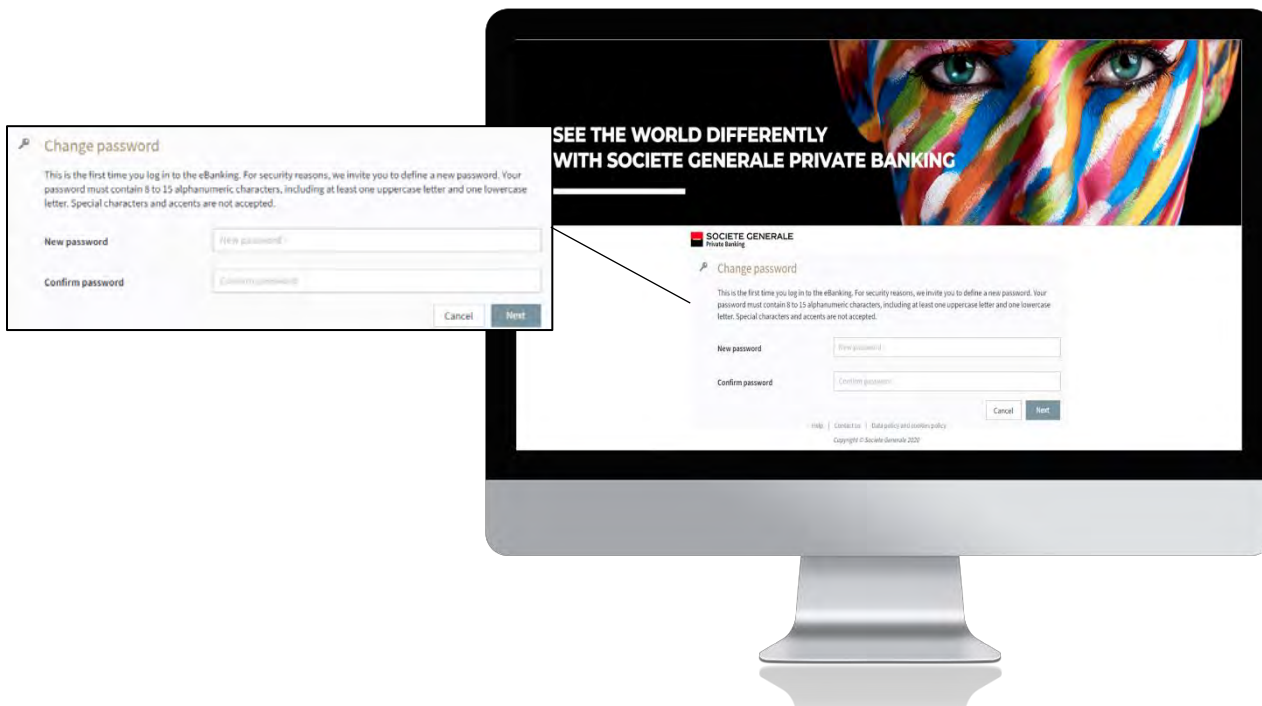 Change password
This is the first time you log in to the eBanking. For security reasons, we invite you to define a new password. Your
password must contain 8 to 15 alphanumeric characters, including at least one uppercase letter and one lowercase
letter. Special characters and accents are not accepted.
New password New password
Confirm password Confirm password
Cancel Next
SEE THE WORLD DIFFERENTLY
WITH SOCIETE GENERALE PRIVATE BANKING
SOCIETE GENERALE
Private Banking
Change password
This is the first time you log in to the eBanking. For security reasons, we invite you to define a new password. Your
password must contain 8 to 15 alphanumeric characters, including at least one uppercase letter and one lowercase
letter. Special characters and accents are not accepted.
New password New password
Confirm password Confirm password
Cancel Next
Help | Contact us | Data policy and cookies policy
Copyright © Societe Generale 2020